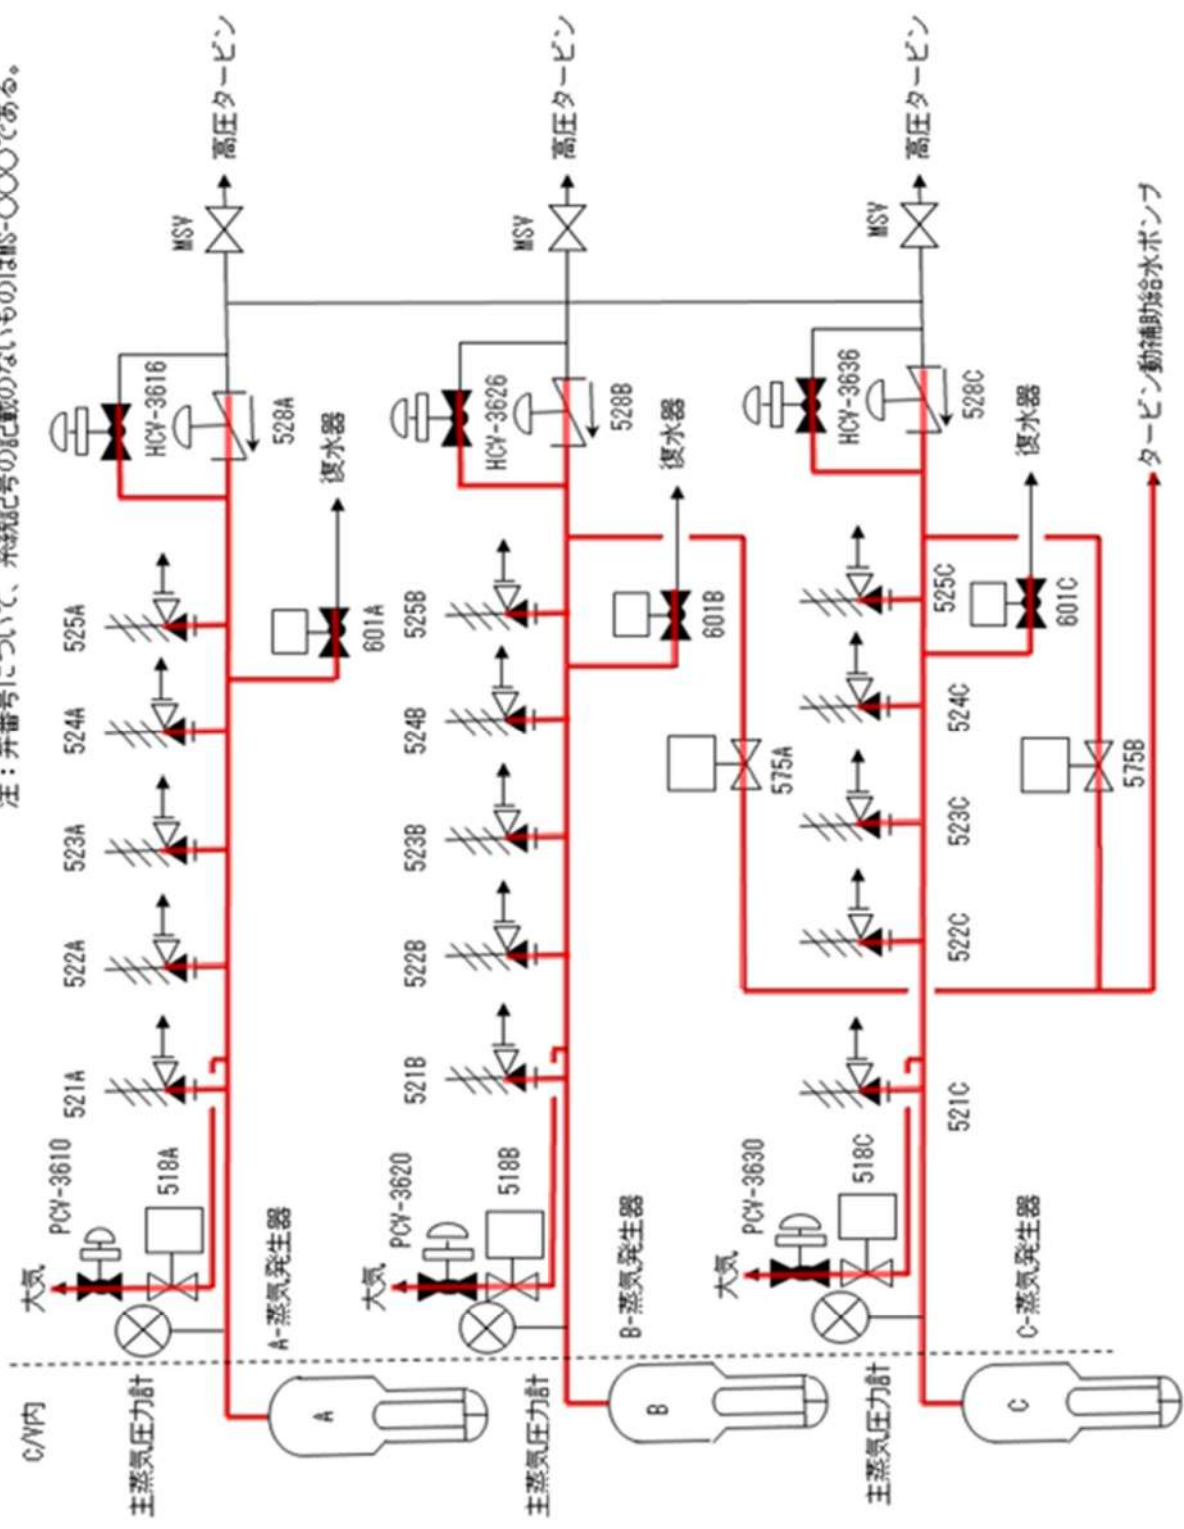 注：弁番号について、系統記号の記載のないものはMS-〇〇〇である。
C/V内
大気
PCV-3610
主蒸気圧力計
518A
521A
522A
523A
524A
525A
HCV-3616
528A
MSV
高圧タービン
601A
復水器
A-蒸気発生器
A
大気
PCV-3620
主蒸気圧力計
518B
521B
522B
523B
524B
525B
HCV-3626
528B
MSV
高圧タービン
601B
復水器
575A
B-蒸気発生器
B
大気
PCV-3630
主蒸気圧力計
518C
521C
522C
523C
524C
525C
HCV-3636
528C
MSV
高圧タービン
601C
復水器
575B
タービン動補助給水ポンプ
C-蒸気発生器
C